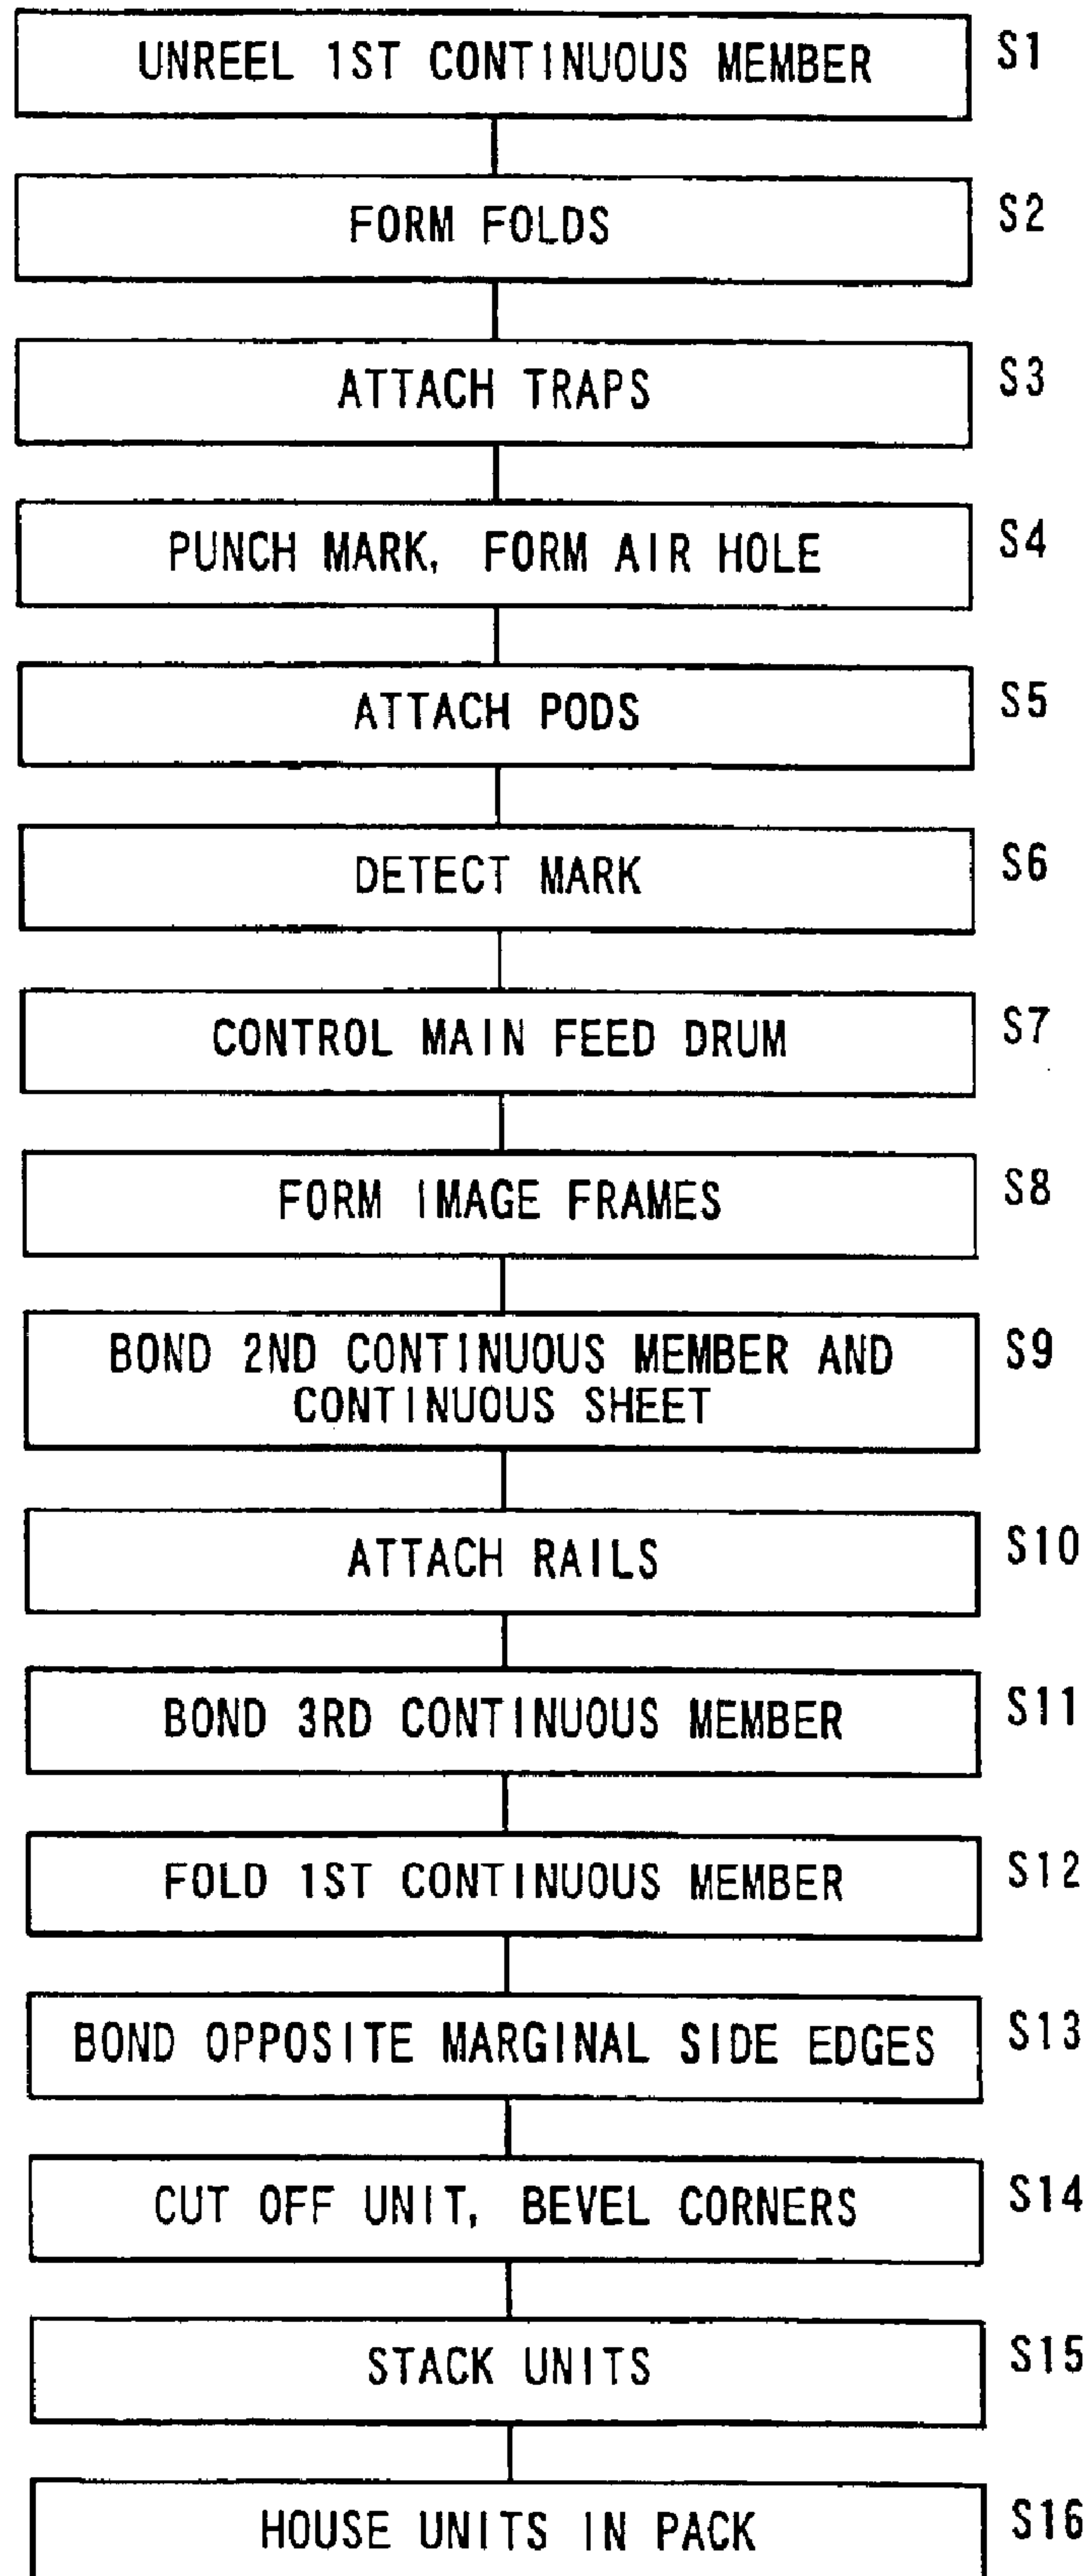 UNREEL 1ST CONTINUOUS MEMBER S1
FORM FOLDS S2
ATTACH TRAPS S3
PUNCH MARK, FORM AIR HOLE S4
ATTACH PODS S5
DETECT MARK S6
CONTROL MAIN FEED DRUM S7
FORM IMAGE FRAMES S8
BOND 2ND CONTINUOUS MEMBER AND S9
CONTINUOUS SHEET
ATTACH RAILS S10
BOND 3RD CONTINUOUS MEMBER S11
FOLD 1ST CONTINUOUS MEMBER S12
BOND OPPOSITE MARGINAL SIDE EDGES S13
CUT OFF UNIT, BEVEL CORNERS S14
STACK UNITS S15
HOUSE UNITS IN PACK S16